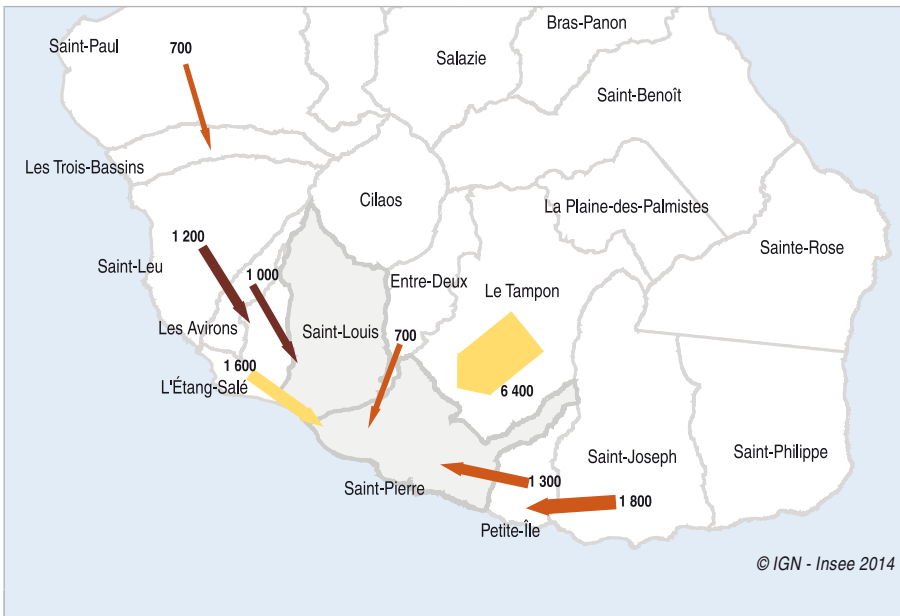 Bras-Panon
Saint-Paul
700
Salazie
Saint-Benoît
Les Trois-Bassins
Cilaos
La Plaine-des-Palmistes
1 200
Sainte-Rose
Saint-Leu
1 000
Entre-Deux
Le Tampon
Les Avirons
Saint-Louis
700
1 600
L'Étang-Salé
6 400
Saint-Joseph
Saint-Philippe
Saint-Pierre
1 300
1 800
Petite-Île
© IGN - Insee 2014